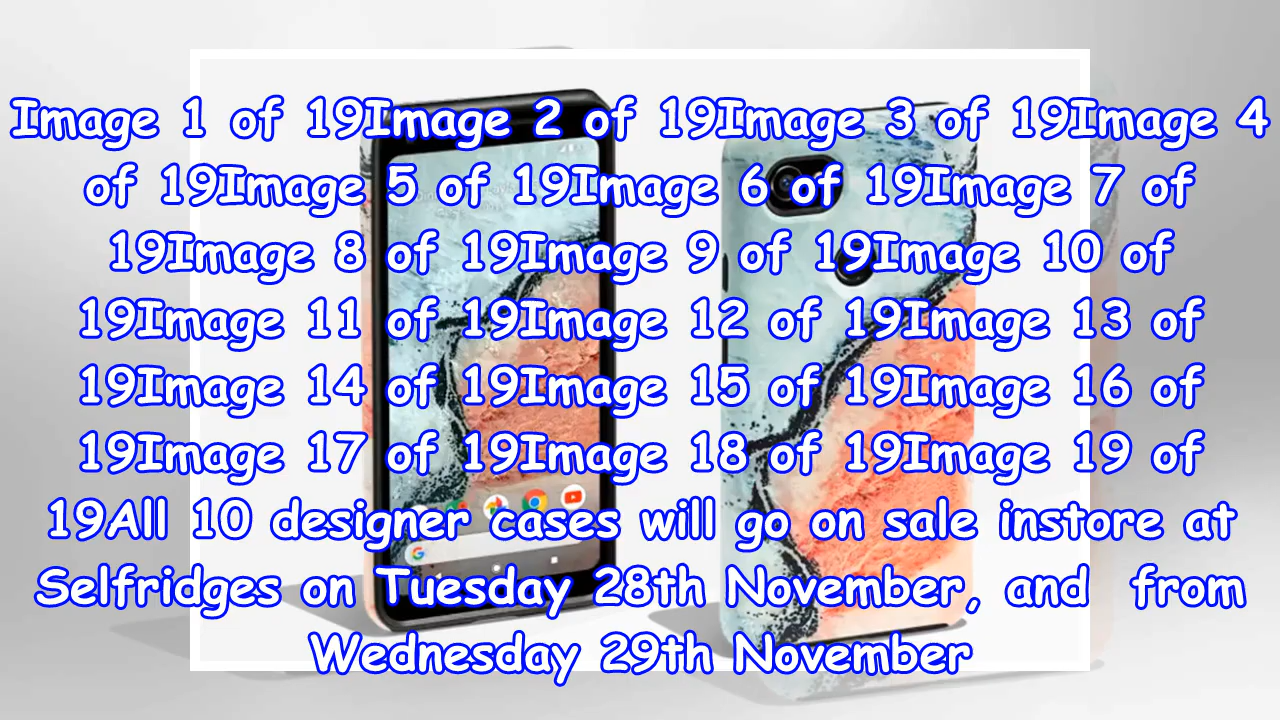 Image 1 of 19Image 2 of 19Image 3 of 19Image 4
of 19Image 5 of 19Image 6 of 19Image 7 of
19Image 8 of 19Image 9 of 19Image 10 of
19Image 11 of 19Image 12 of 19Image 13 of
19Image 14 of 19Image 15 of 19Image 16 of
19Image 17 of 19Image 18 of 19Image 19 of
19All 10 designer cases will go on sale instore at
Selfridges on Tuesday 28th November, and  from
Wednesday 29th November